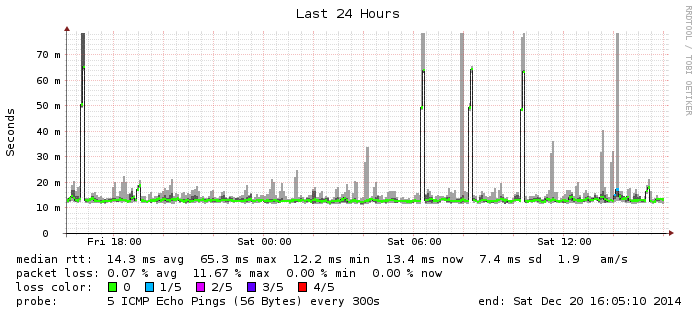 Last 24 Hours
RRDTOOL / TOBI OETIKER
Seconds
70 m
60 m
50 m
40 m
30 m
20 m
10 m
0
Fri 18:00 Sat 00:00 Sat 06:00 Sat 12:00
median rtt: 14.3 ms avg 65.3 ms max 12.2 ms min 13.4 ms now 7.4 ms sd 1.9 am/s
packet loss: 0.07 % avg 11.67 % max 0.00 % min 0.00 % now
loss color: 0 1/5 2/5 3/5 4/5
probe: 5 ICMP Echo Pings (56 Bytes) every 300s end: Sat Dec 20 16:05:10 2014